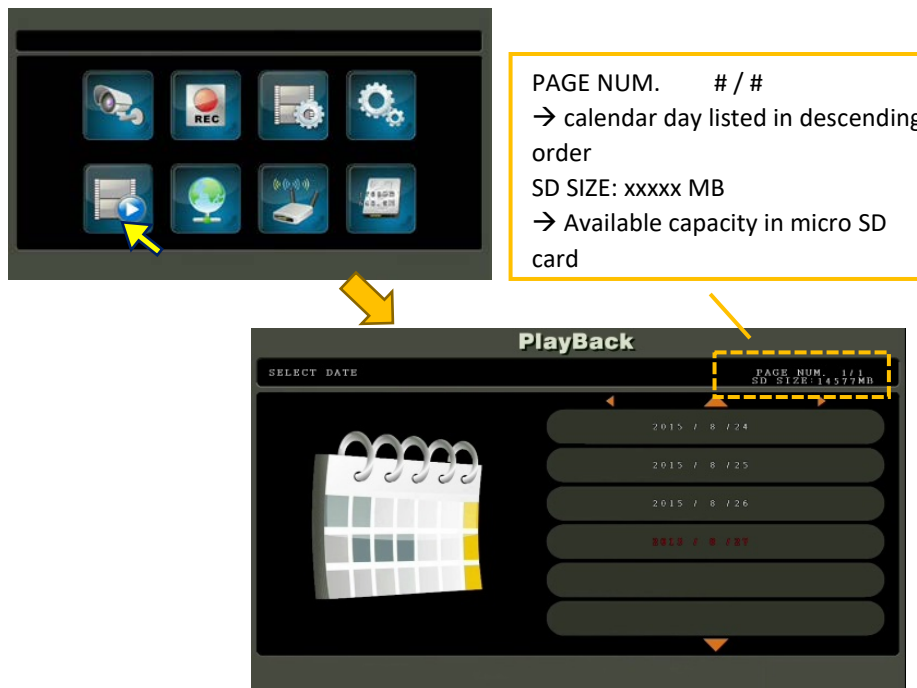 REC
PAGE NUM. # / #
→ calendar day listed in descending
order
SD SIZE: xxxxx MB
→ Available capacity in micro SD
card
PlayBack
SELECT DATE
PAGE NUM. 1/1
SD SIZE:14577MB
2015 / 8 /24
2015 / 8 /25
2015 / 8 /26
2015 / 8 /27